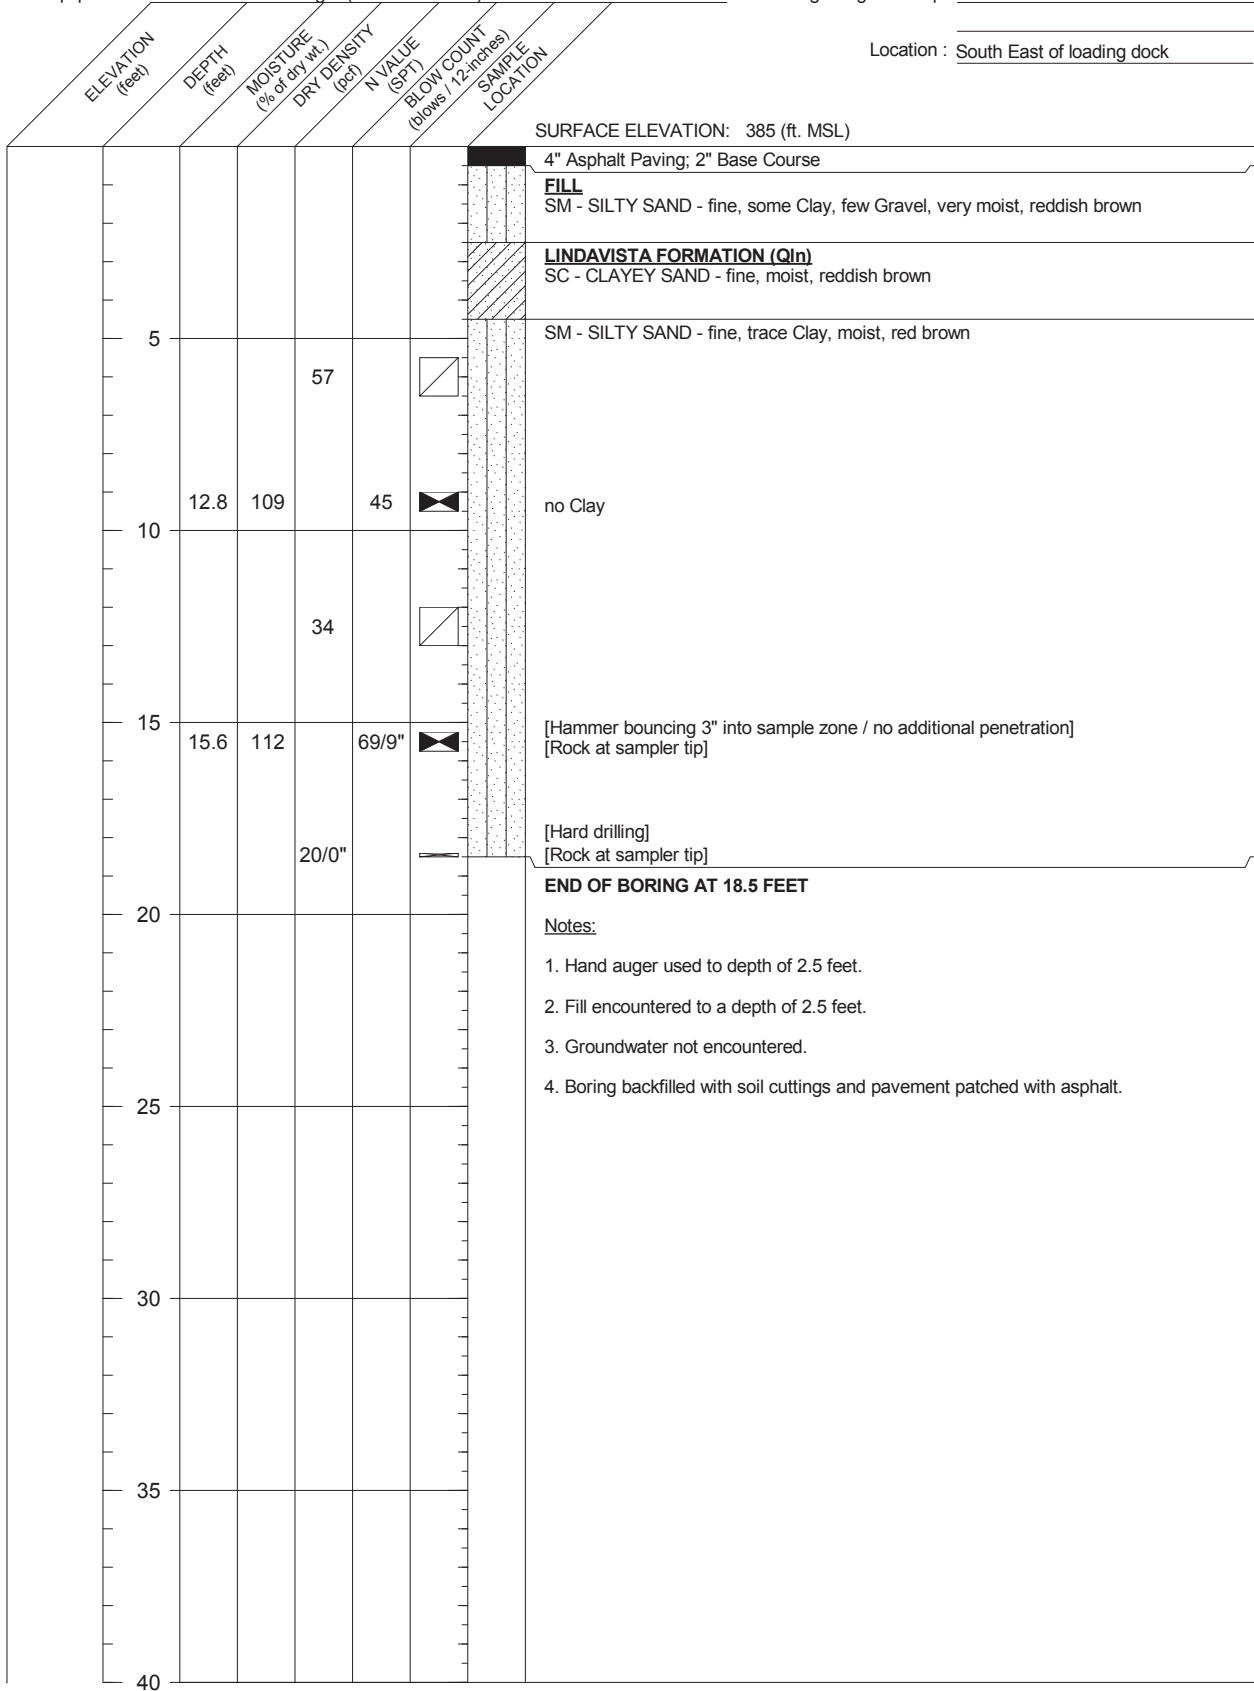 Location : South East of loading dock
ELEVATION
(feet)
DEPTH
(feet)
MOISTURE
(% of dry wt.)
DRY DENSITY
(pcf)
N VALUE
(SPT)
BLOW COUNT
(blows / 12-inches)
SAMPLE
LOCATION
SURFACE ELEVATION: 385 (ft. MSL)
4" Asphalt Paving; 2" Base Course
FILL
SM - SILTY SAND - fine, some Clay, few Gravel, very moist, reddish brown
LINDAVISTA FORMATION (Qln)
SC - CLAYEY SAND - fine, moist, reddish brown
SM - SILTY SAND - fine, trace Clay, moist, red brown
5
57
12.8 109 45 no Clay
10
34
15
[Hammer bouncing 3" into sample zone / no additional penetration]
15.6 112 69/9" [Rock at sampler tip]
[Hard drilling]
20/0" [Rock at sampler tip]
END OF BORING AT 18.5 FEET
20
Notes:
1. Hand auger used to depth of 2.5 feet.
2. Fill encountered to a depth of 2.5 feet.
3. Groundwater not encountered.
4. Boring backfilled with soil cuttings and pavement patched with asphalt.
25
30
35
40